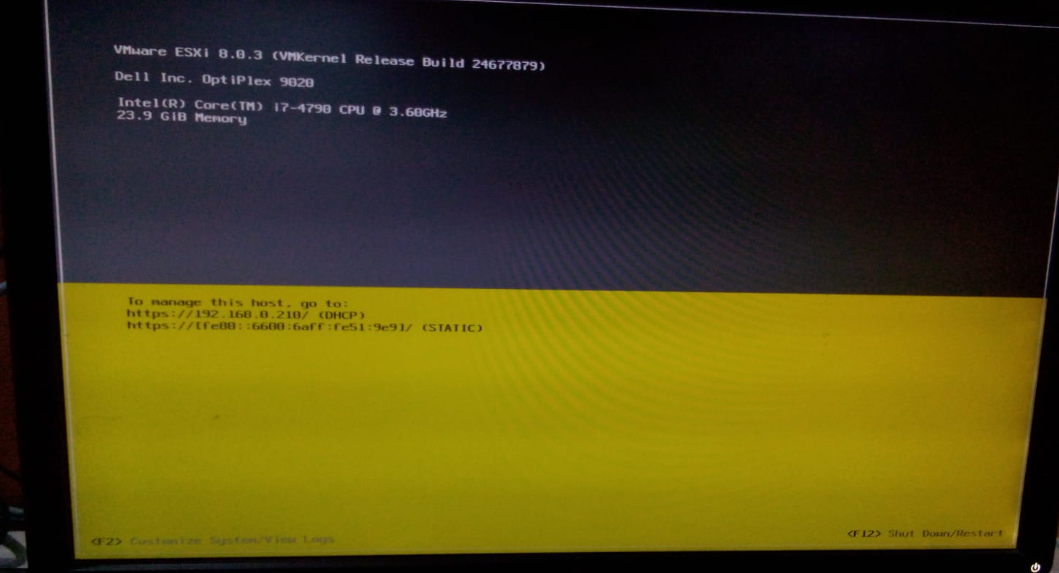 VMware ESXi 8.0.3 (VMKernel Release Build 24677879)
Dell Inc. OptiPlex 9020
Intel(R) Core(TM) i7-4790 CPU @ 3.60GHz
23.9 GiB Memory
To manage this host, go to:
https://192.168.0.210/ (DHCP)
https://[fe80::6600:6aff:fe51:9e9]/ (STATIC)
<F2> Customize System/View Logs
<F12> Shut Down/Restart